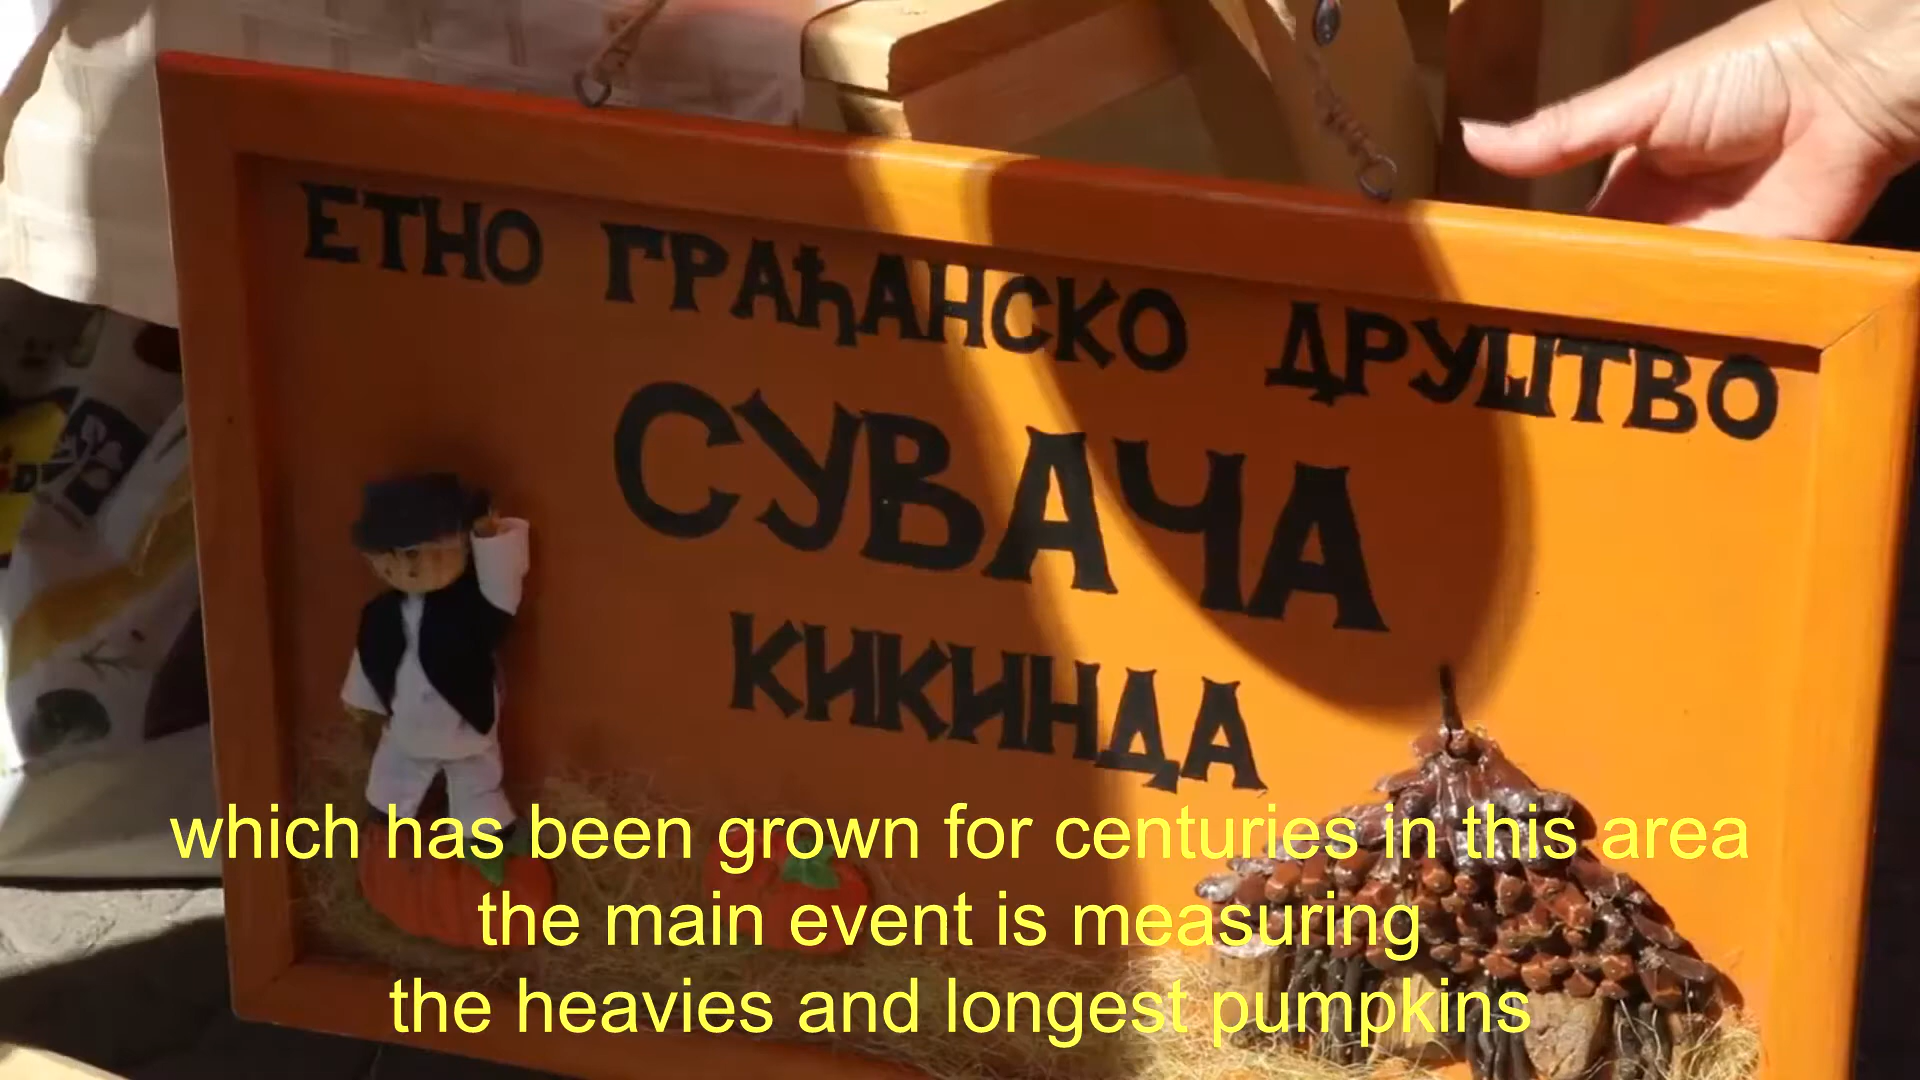 ЕТНО ГРАЂАНСКО ДРУШТВО
СУВАЧА
КИКИНДА
which has been grown for centuries in this area
the main event is measuring
the heavies and longest pumpkins